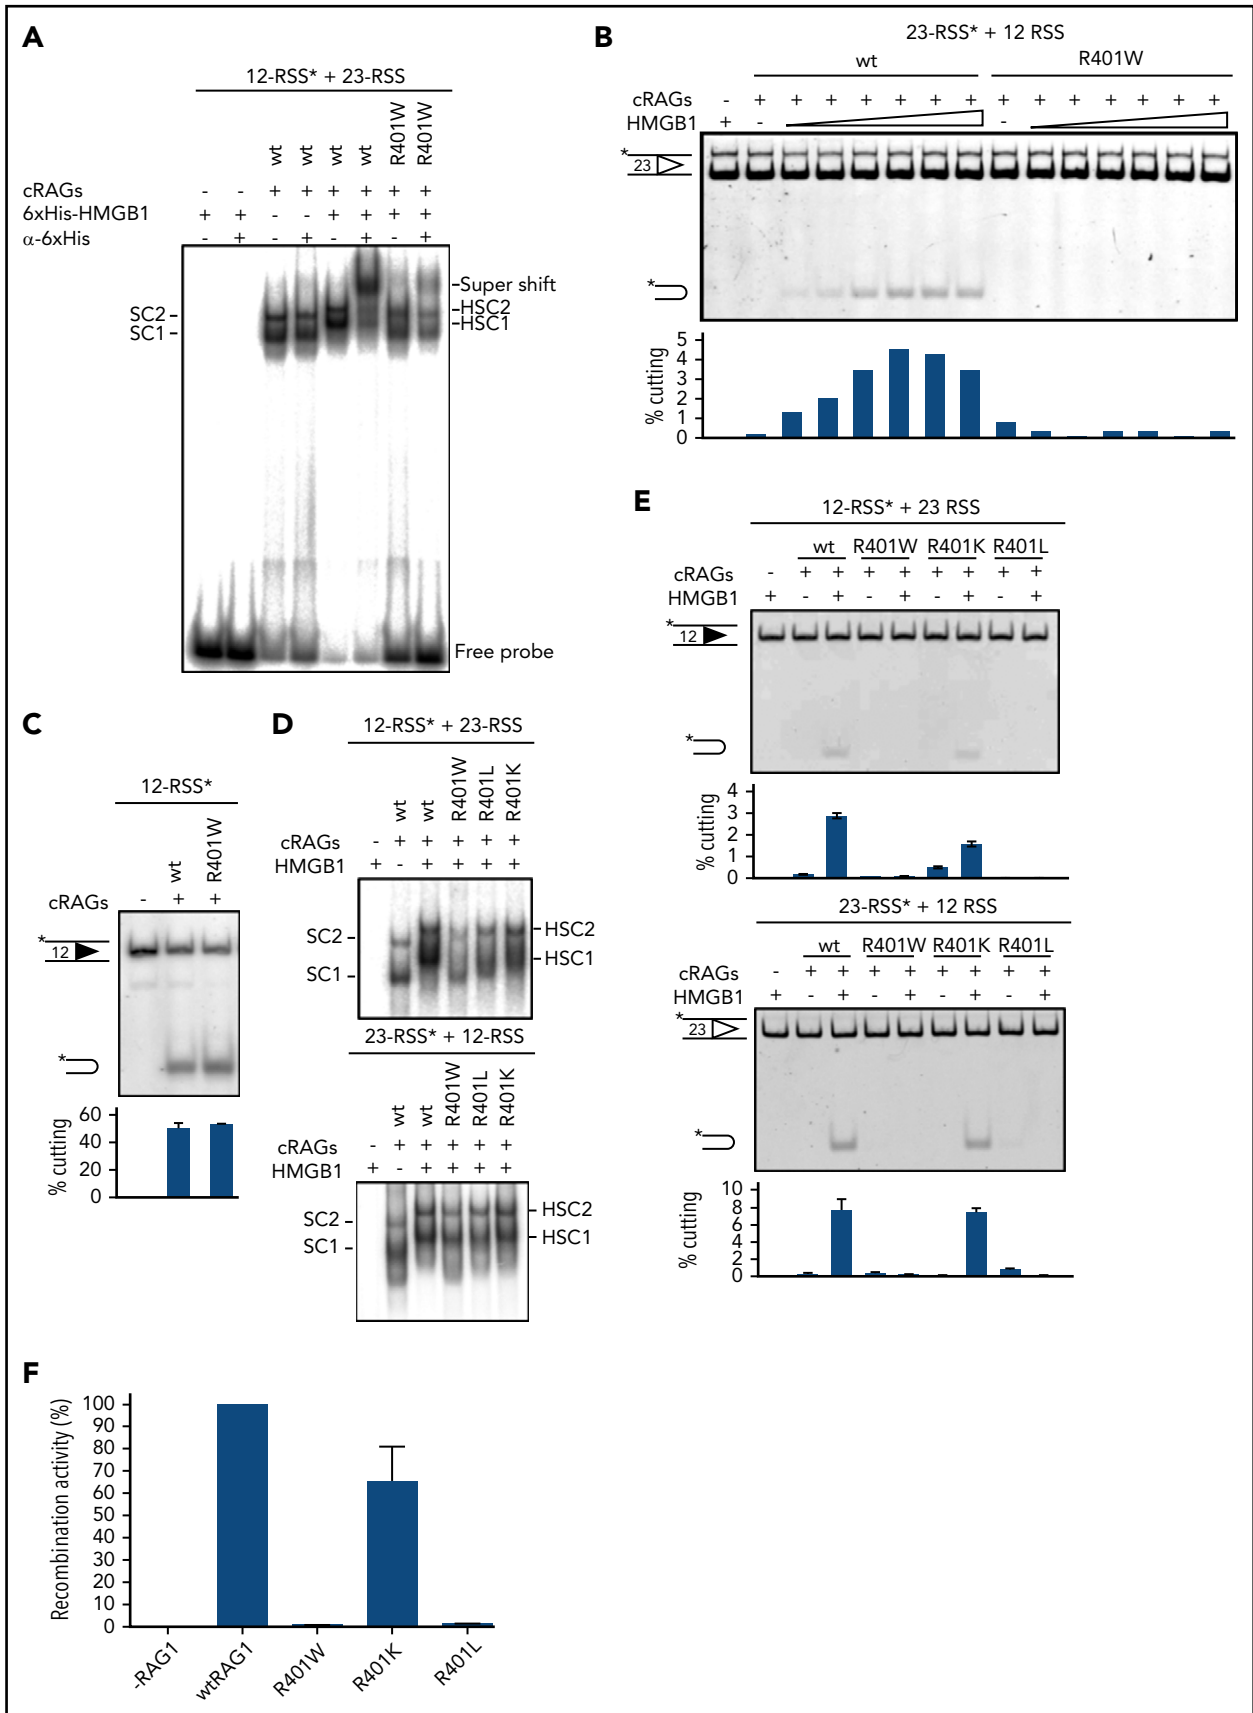 A
12-RSS* + 23-RSS
wt wt wt wt R401W R401W
cRAGs - - + + + + + +
6xHis-HMGB1 + + - - + + + +
α-6xHis - + - + - + - +
Super shift
SC2 HSC2
SC1 HSC1
Free probe
B
23-RSS* + 12 RSS
wt R401W
cRAGs - + + + + + + + + + + + + + +
HMGB1 + - -
*
23
*
% cutting
5
4
3
2
1
0
C
12-RSS*
wt R401W
cRAGs - + +
*
12
*
% cutting
60
40
20
0
D
12-RSS* + 23-RSS
wt wt R401W R401L R401K
cRAGs - + + + + +
HMGB1 + - + + + +
SC2 HSC2
SC1 HSC1
23-RSS* + 12-RSS
wt wt R401W R401L R401K
cRAGs - + + + + +
HMGB1 + - + + + +
SC2 HSC2
SC1 HSC1
E
12-RSS* + 23 RSS
wt R401W R401K R401L
cRAGs - + + + + + + + +
HMGB1 + - + - + - + - +
*
12
*
% cutting
4
3
2
1
0
23-RSS* + 12 RSS
wt R401W R401K R401L
cRAGs - + + + + + + + +
HMGB1 + - + - + - + - +
*
23
*
% cutting
10
8
6
4
2
0
F
Recombination activity (%)
100
90
80
70
60
50
40
30
20
10
0
-RAG1 wtRAG1 R401W R401K R401L